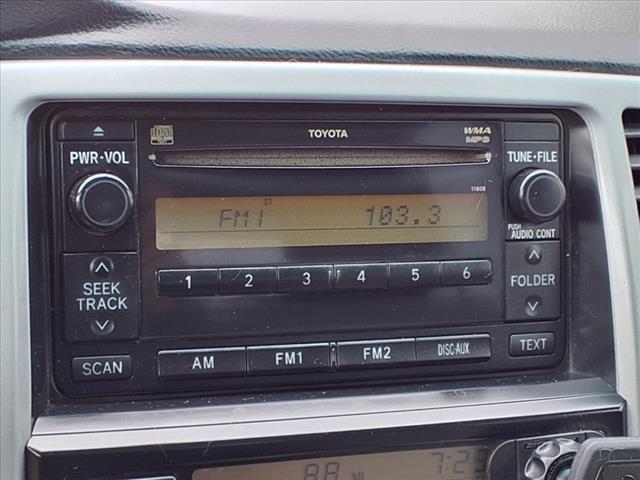 TOYOTA
WMA
MP3
PWR·VOL
TUNE·FILE
11808
ST
FM1 103.3
PUSH
AUDIO CONT
SEEK
TRACK
FOLDER
1 2 3 4 5 6
SCAN
AM FM1 FM2 DISC·AUX
TEXT
88 7:23